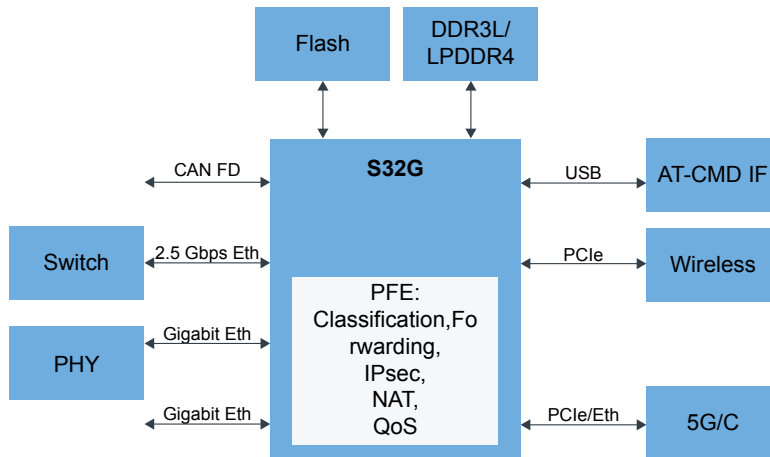 Flash
DDR3L/
LPDDR4
S32G
CAN FD
USB
AT-CMD IF
Switch
2.5 Gbps Eth
PCIe
Wireless
PFE:
Classification,Fo
rwarding,
IPsec,
NAT,
QoS
PHY
Gigabit Eth
Gigabit Eth
PCIe/Eth
5G/C